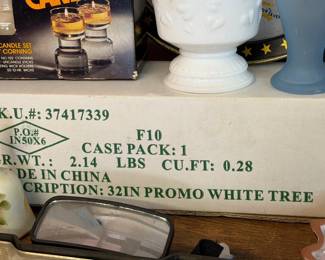 CANDLE SET
CORNING
K.U.#: 37417339
P.O.#
1N50X6
F10
CASE PACK: 1
R.WT.: 2.14 LBS CU.FT: 0.28
DE IN CHINA
CRIPTION: 32IN PROMO WHITE TREE